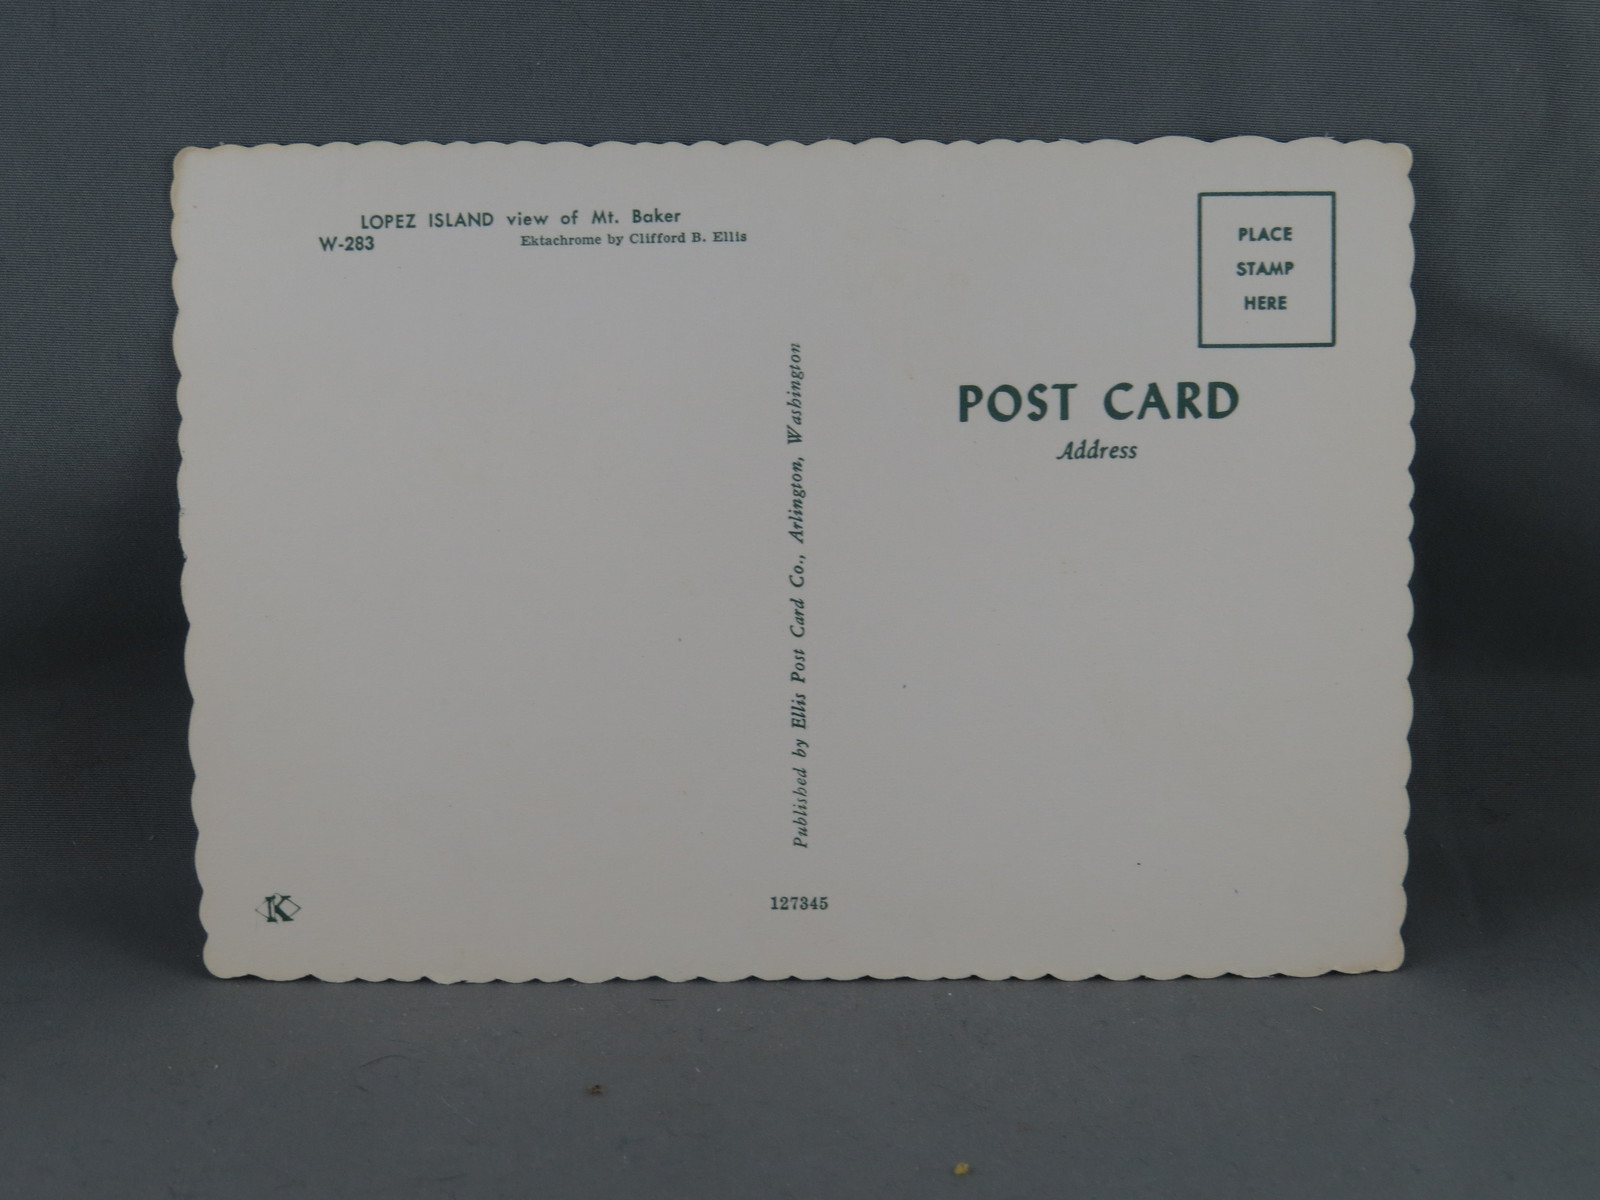 LOPEZ ISLAND view of Mt. Baker
W-283 Ektachrome by Clifford B. Ellis
PLACE
STAMP
HERE
POST CARD
Address
Published by Ellis Post Card Co., Arlington, Washington
K
127345